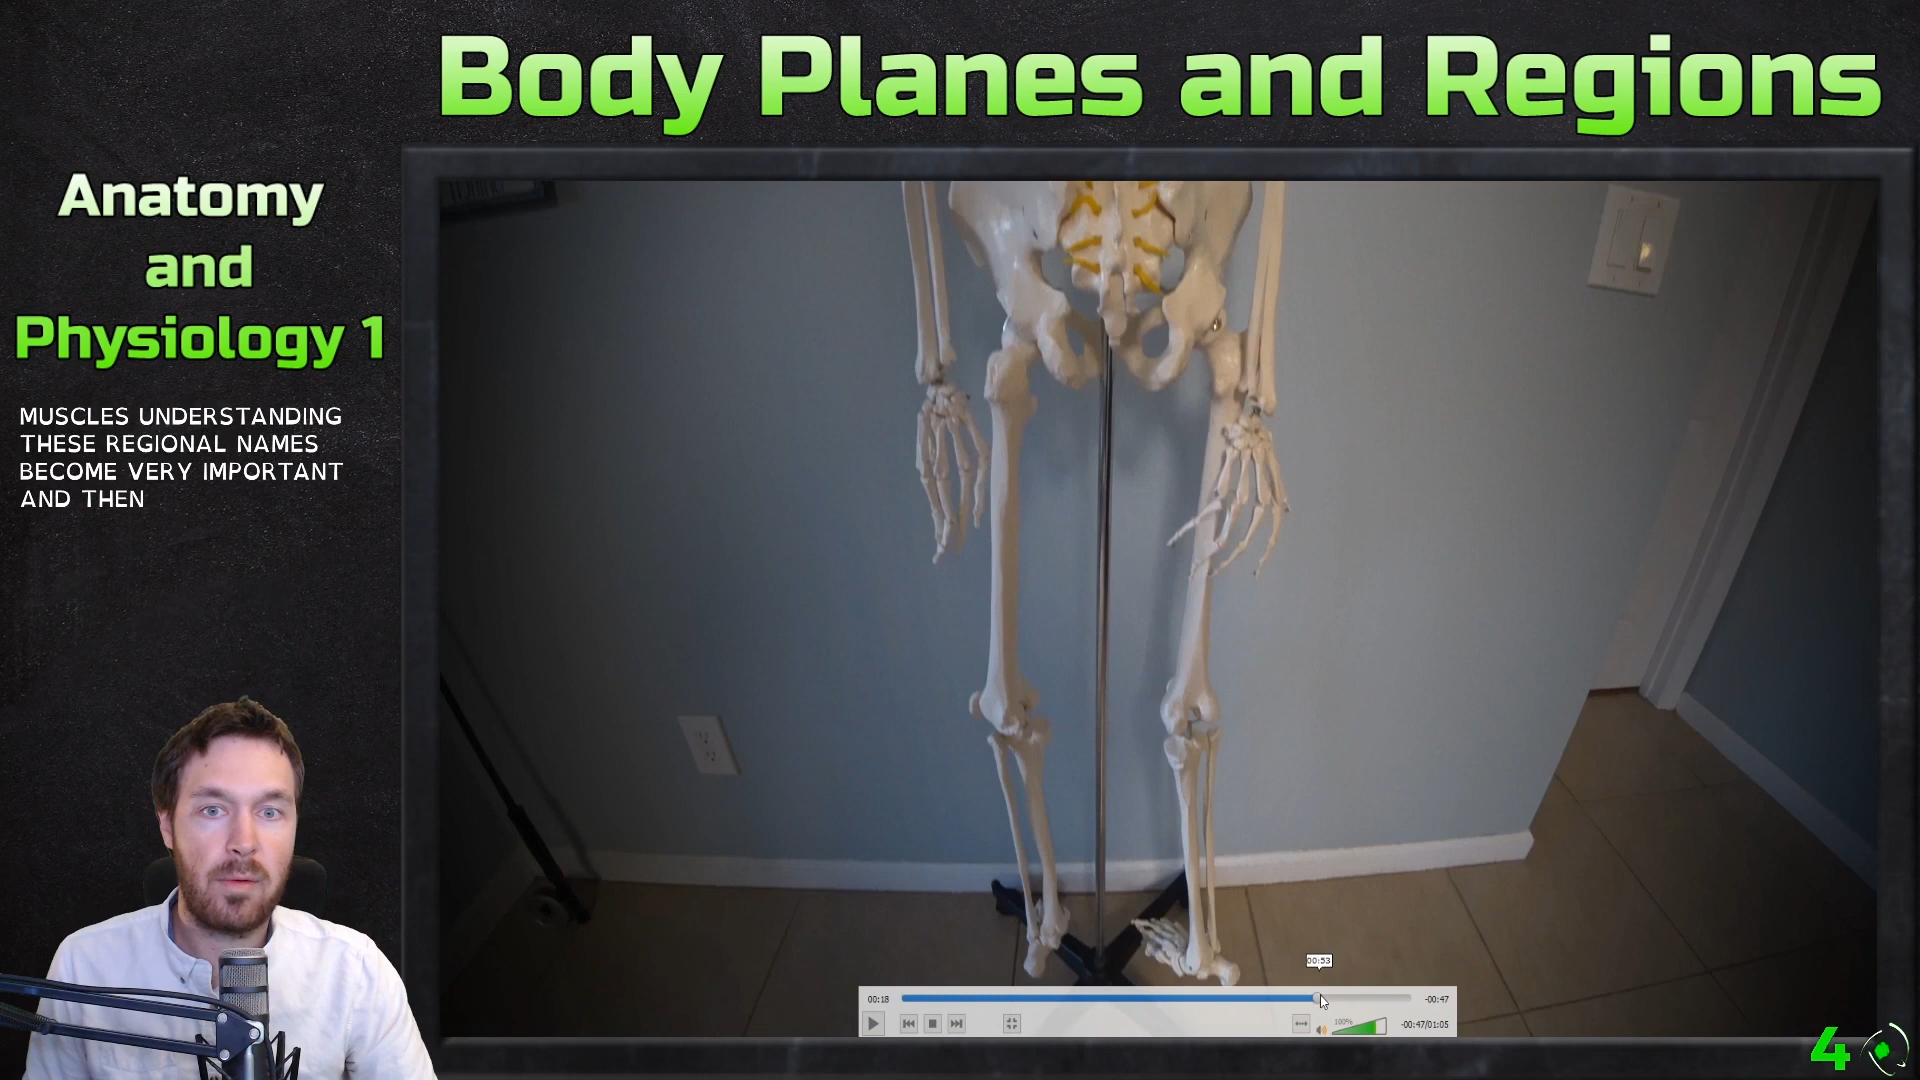 Body Planes and Regions
Anatomy
and
Physiology 1
MUSCLES UNDERSTANDING
THESE REGIONAL NAMES
BECOME VERY IMPORTANT
AND THEN
00:53
00:18
-00:47
100%
-00:47/01:05
4